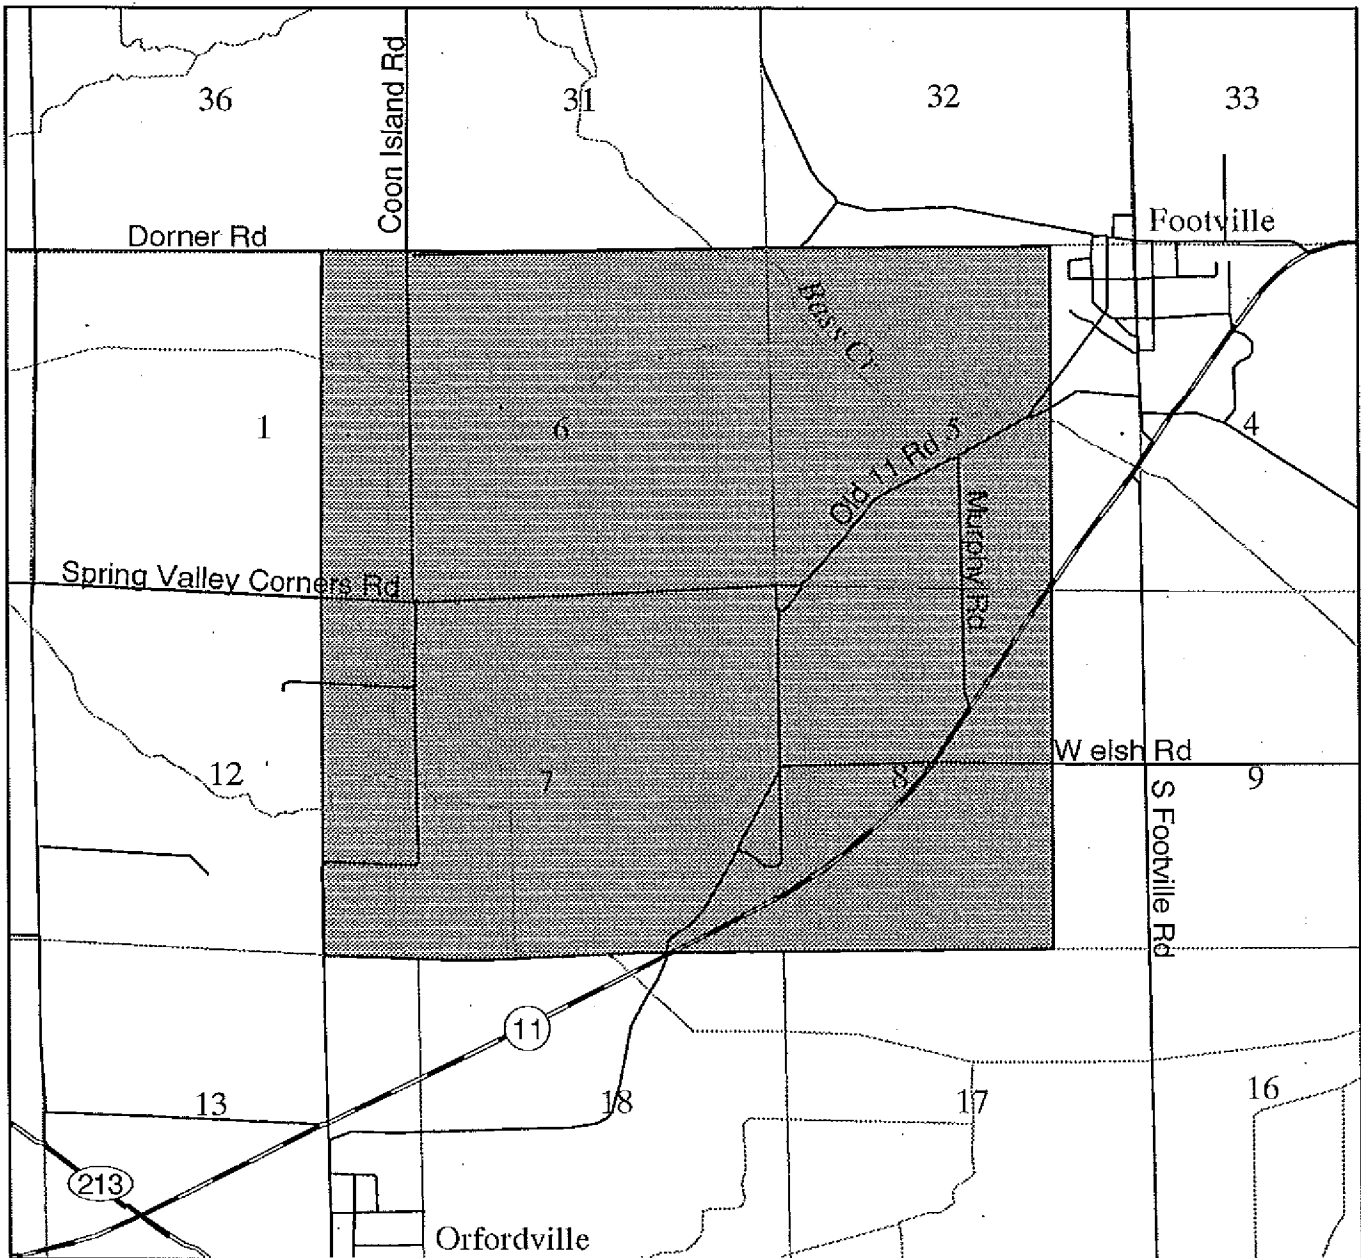 36
Coon Island Rd
31
32
33
Dorner Rd
Footville
Bass Cr
1
6
Old 11 Rd
5
4
Murphy Rd
Spring Valley Corners Rd
W elsh Rd
12
7
8
9
S Footville Rd
11
13
18
17
16
213
Orfordville